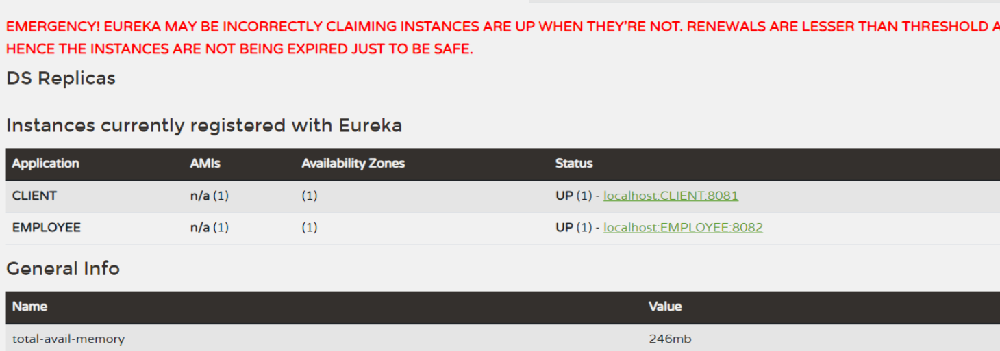 EMERGENCY! EUREKA MAY BE INCORRECTLY CLAIMING INSTANCES ARE UP WHEN THEY'RE NOT. RENEWALS ARE LESSER THAN THRESHOLD A
HENCE THE INSTANCES ARE NOT BEING EXPIRED JUST TO BE SAFE.
DS Replicas
Instances currently registered with Eureka
Application AMIs Availability Zones Status
CLIENT n/a (1) (1) UP (1) - localhost:CLIENT:8081
EMPLOYEE n/a (1) (1) UP (1) - localhost:EMPLOYEE:8082
General Info
Name Value
total-avail-memory 246mb